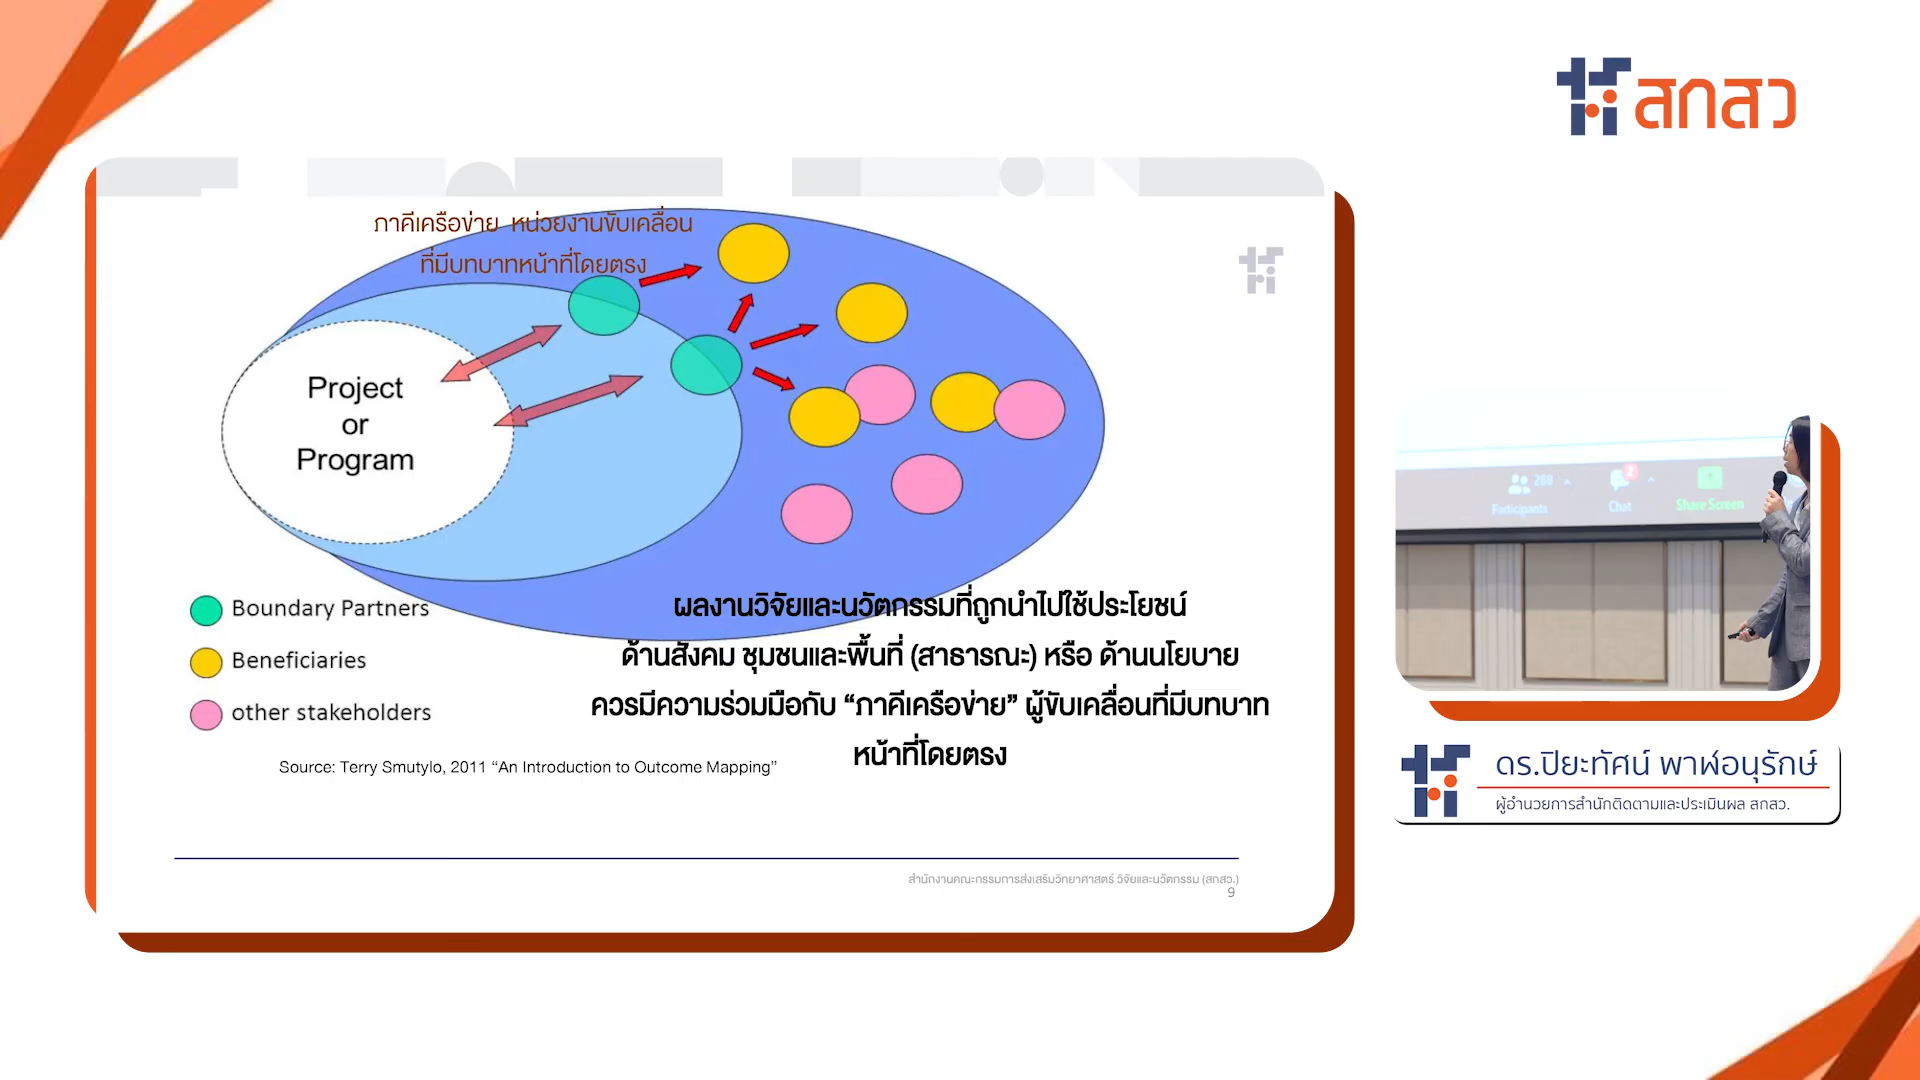 สกสว
ภาคีเครือข่าย หน่วยงานขับเคลื่อน
ที่มีบทบาทหน้าที่โดยตรง
Project
or
Program
Boundary Partners
Beneficiaries
other stakeholders
ผลงานวิจัยและนวัตกรรมที่ถูกนำไปใช้ประโยชน์
ด้านสังคม ชุมชนและพื้นที่ (สาธารณะ) หรือ ด้านนโยบาย
ควรมีความร่วมมือกับ “ภาคีเครือข่าย” ผู้ขับเคลื่อนที่มีบทบาท
หน้าที่โดยตรง
Source: Terry Smutylo, 2011 “An Introduction to Outcome Mapping”
สำนักงานคณะกรรมการส่งเสริมวิทยาศาสตร์ วิจัยและนวัตกรรม (สกสว.)
9
288
2
Participants
Chat
Share Screen
ดร.ปิยะทัศน์ พาฬอนุรักษ์
ผู้อำนวยการสำนักติดตามและประเมินผล สกสว.